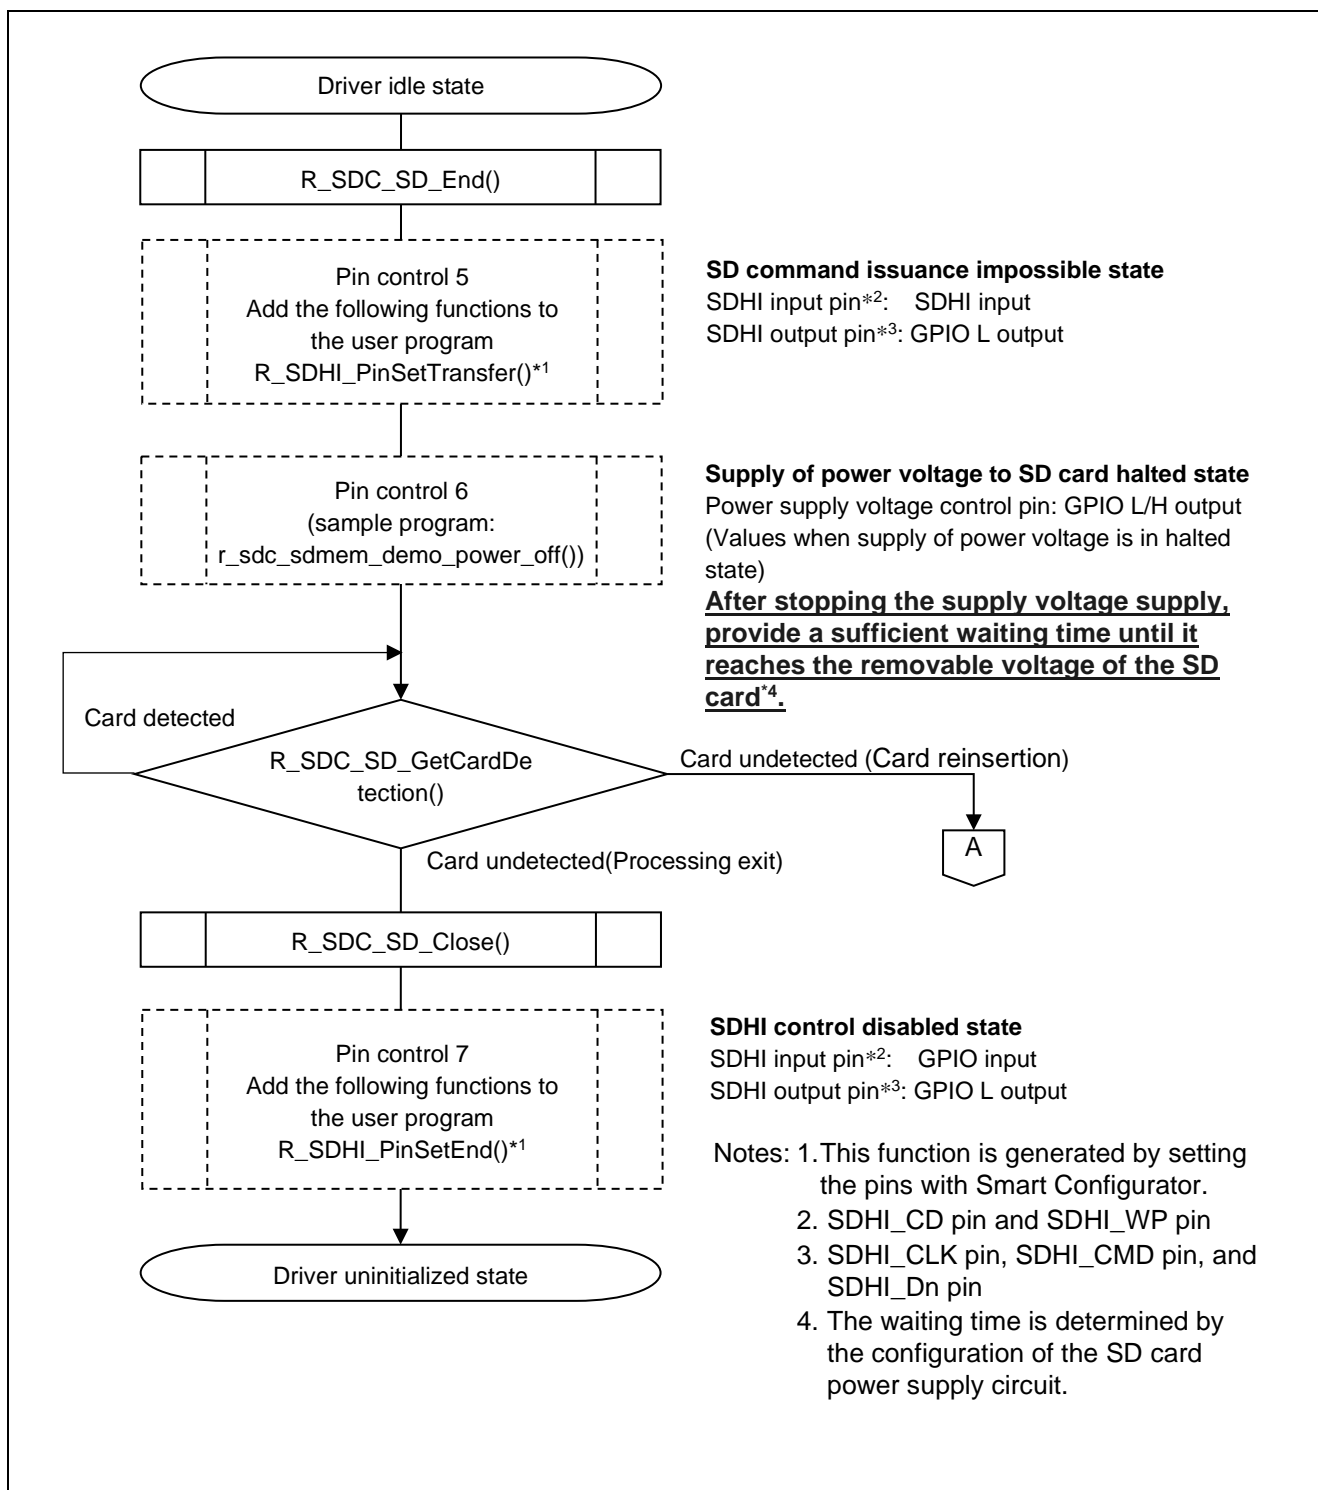 Driver idle state
R_SDC_SD_End()
Pin control 5
Add the following functions to
the user program
R_SDHI_PinSetTransfer()*1
SD command issuance impossible state
SDHI input pin*2: SDHI input
SDHI output pin*3: GPIO L output
Pin control 6
(sample program:
r_sdc_sdmem_demo_power_off())
Supply of power voltage to SD card halted state
Power supply voltage control pin: GPIO L/H output
(Values when supply of power voltage is in halted
state)
After stopping the supply voltage supply,
provide a sufficient waiting time until it
reaches the removable voltage of the SD
card*4.
Card detected
R_SDC_SD_GetCardDe
tection()
Card undetected (Card reinsertion)
A
Card undetected(Processing exit)
R_SDC_SD_Close()
Pin control 7
Add the following functions to
the user program
R_SDHI_PinSetEnd()*1
SDHI control disabled state
SDHI input pin*2: GPIO input
SDHI output pin*3: GPIO L output
Driver uninitialized state
Notes: 1.This function is generated by setting
the pins with Smart Configurator.
2. SDHI_CD pin and SDHI_WP pin
3. SDHI_CLK pin, SDHI_CMD pin, and
SDHI_Dn pin
4. The waiting time is determined by
the configuration of the SD card
power supply circuit.